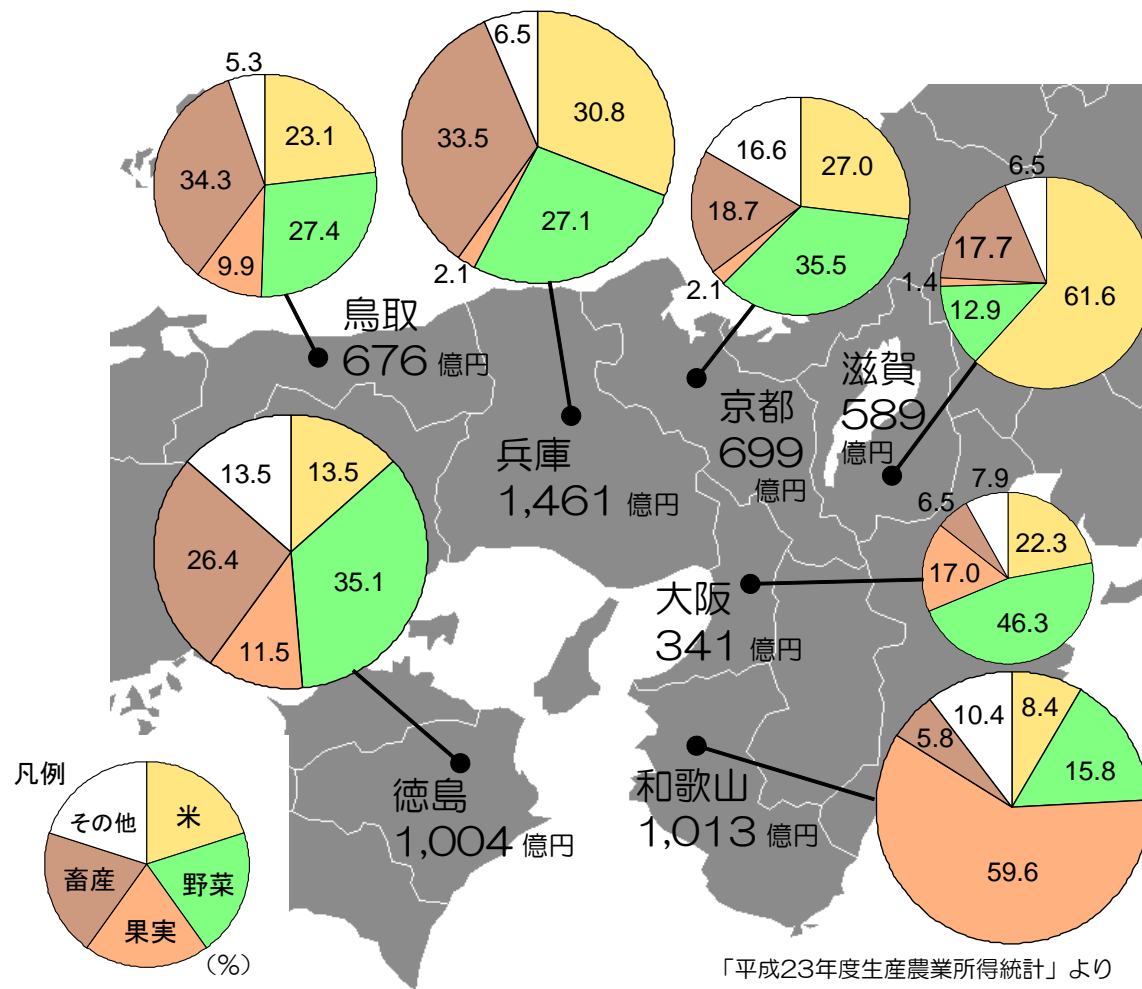 5.3
23.1
27.4
9.9
34.3
鳥取
676 億円
6.5
30.8
27.1
2.1
33.5
兵庫
1,461 億円
16.6
27.0
35.5
2.1
18.7
京都
699
億円
6.5
61.6
12.9
1.4
17.7
滋賀
589
億円
7.9
22.3
46.3
17.0
6.5
大阪
341 億円
13.5
13.5
35.1
11.5
26.4
徳島
1,004 億円
10.4
8.4
15.8
59.6
5.8
和歌山
1,013 億円
凡例
その他
米
野菜
果実
畜産
(%)
「平成23年度生産農業所得統計」より